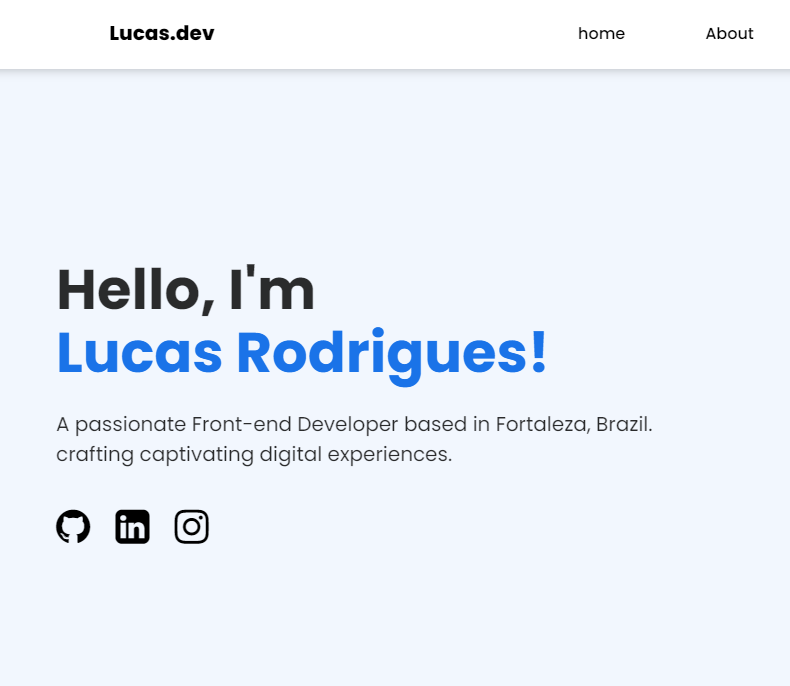 Lucas.dev
home
About
Hello, I'm
Lucas Rodrigues!
A passionate Front-end Developer based in Fortaleza, Brazil.
crafting captivating digital experiences.
in